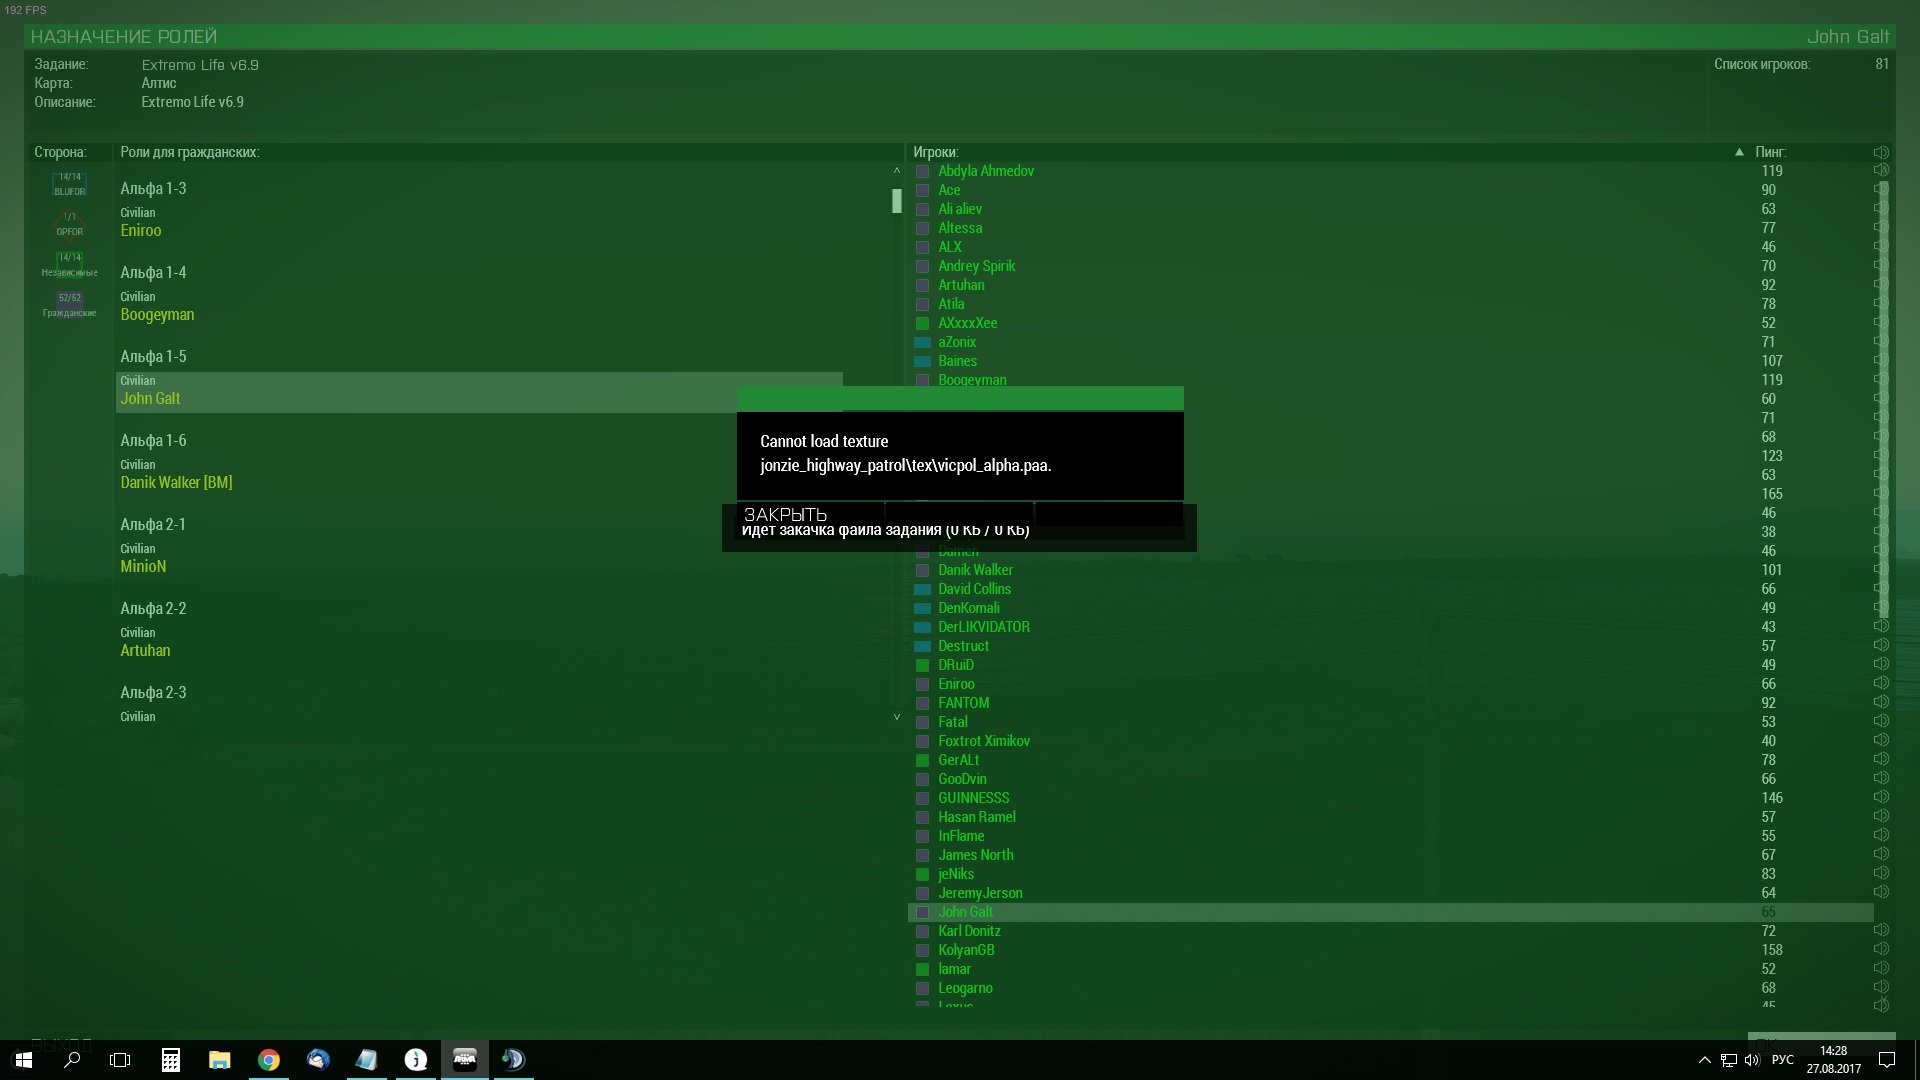 192 FPS
НАЗНАЧЕНИЕ РОЛЕЙ
John Galt
Задание: Extremo Life v6.9
Список игроков: 81
Карта: Алтис
Описание: Extremo Life v6.9
Сторона:
14/14
BLUFOR
1/1
OPFOR
14/14
Независимые
52/52
Гражданские
Роли для гражданских:
Альфа 1-3
Civilian
Eniroo
Альфа 1-4
Civilian
Boogeyman
Альфа 1-5
Civilian
John Galt
Альфа 1-6
Civilian
Danik Walker [BM]
Альфа 2-1
Civilian
MinioN
Альфа 2-2
Civilian
Artuhan
Альфа 2-3
Civilian
Игроки: Пинг:
Abdyla Ahmedov 119
Ace 90
Ali aliev 63
Altessa 77
ALX 46
Andrey Spirik 70
Artuhan 92
Atila 78
AXxxxXee 52
aZonix 71
Baines 107
Boogeyman 119
60
71
68
123
63
165
46
38
Damen 46
Danik Walker 101
David Collins 66
DenKomali 49
DerLIKVIDATOR 43
Destruct 57
DRuiD 49
Eniroo 66
FANTOM 92
Fatal 53
Foxtrot Ximikov 40
GerALt 78
GooDvin 66
GUINNESSS 146
Hasan Ramel 57
InFlame 55
James North 67
jeNiks 83
JeremyJerson 64
John Galt 65
Karl Donitz 72
KolyanGB 158
lamar 52
Leogarno 68
Lexus 45
Cannot load texture
jonzie_highway_patrol\tex\vicpol_alpha.paa.
ЗАКРЫТЬ
Идет закачка файла задания (0 КБ / 0 КБ)
ВЫХОД
РУС
14:28
27.08.2017